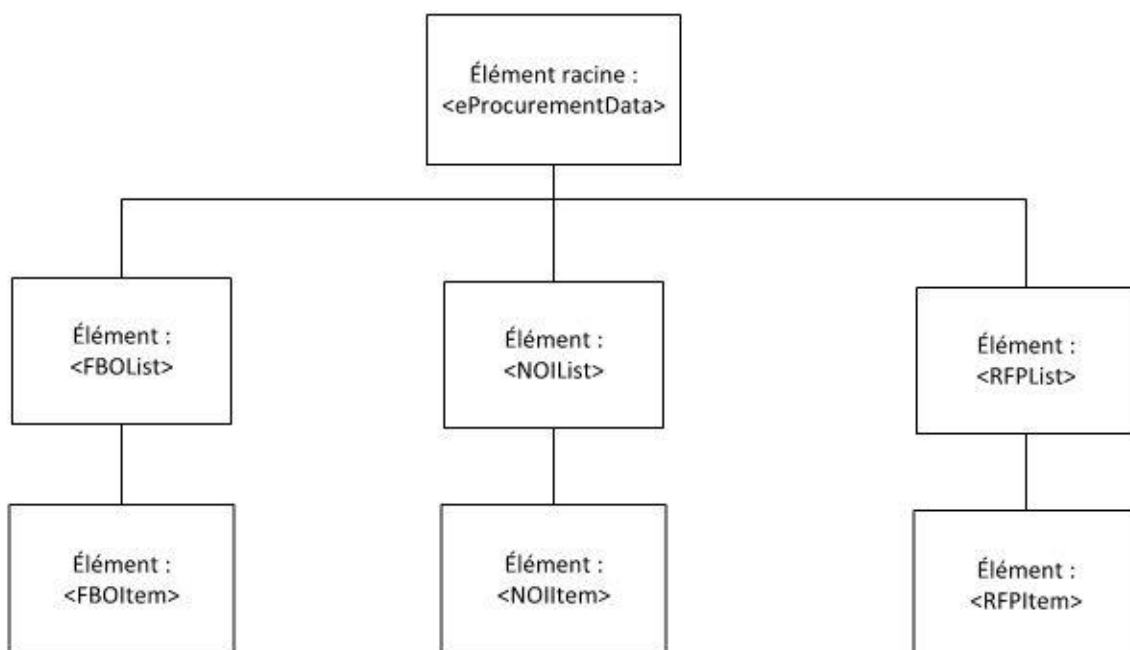 Élément racine :
<eProcurementData>
Élément :
<FBOList>
Élément :
<NOIList>
Élément :
<RFPList>
Élément :
<FBOItem>
Élément :
<NOIItem>
Élément :
<RFPItem>